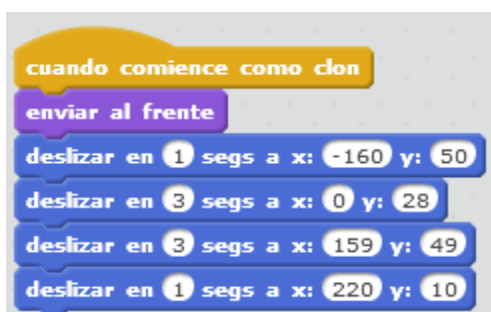 cuando comience como clon
enviar al frente
deslizar en 1 segs a x: -160 y: 50
deslizar en 3 segs a x: 0 y: 28
deslizar en 3 segs a x: 159 y: 49
deslizar en 1 segs a x: 220 y: 10